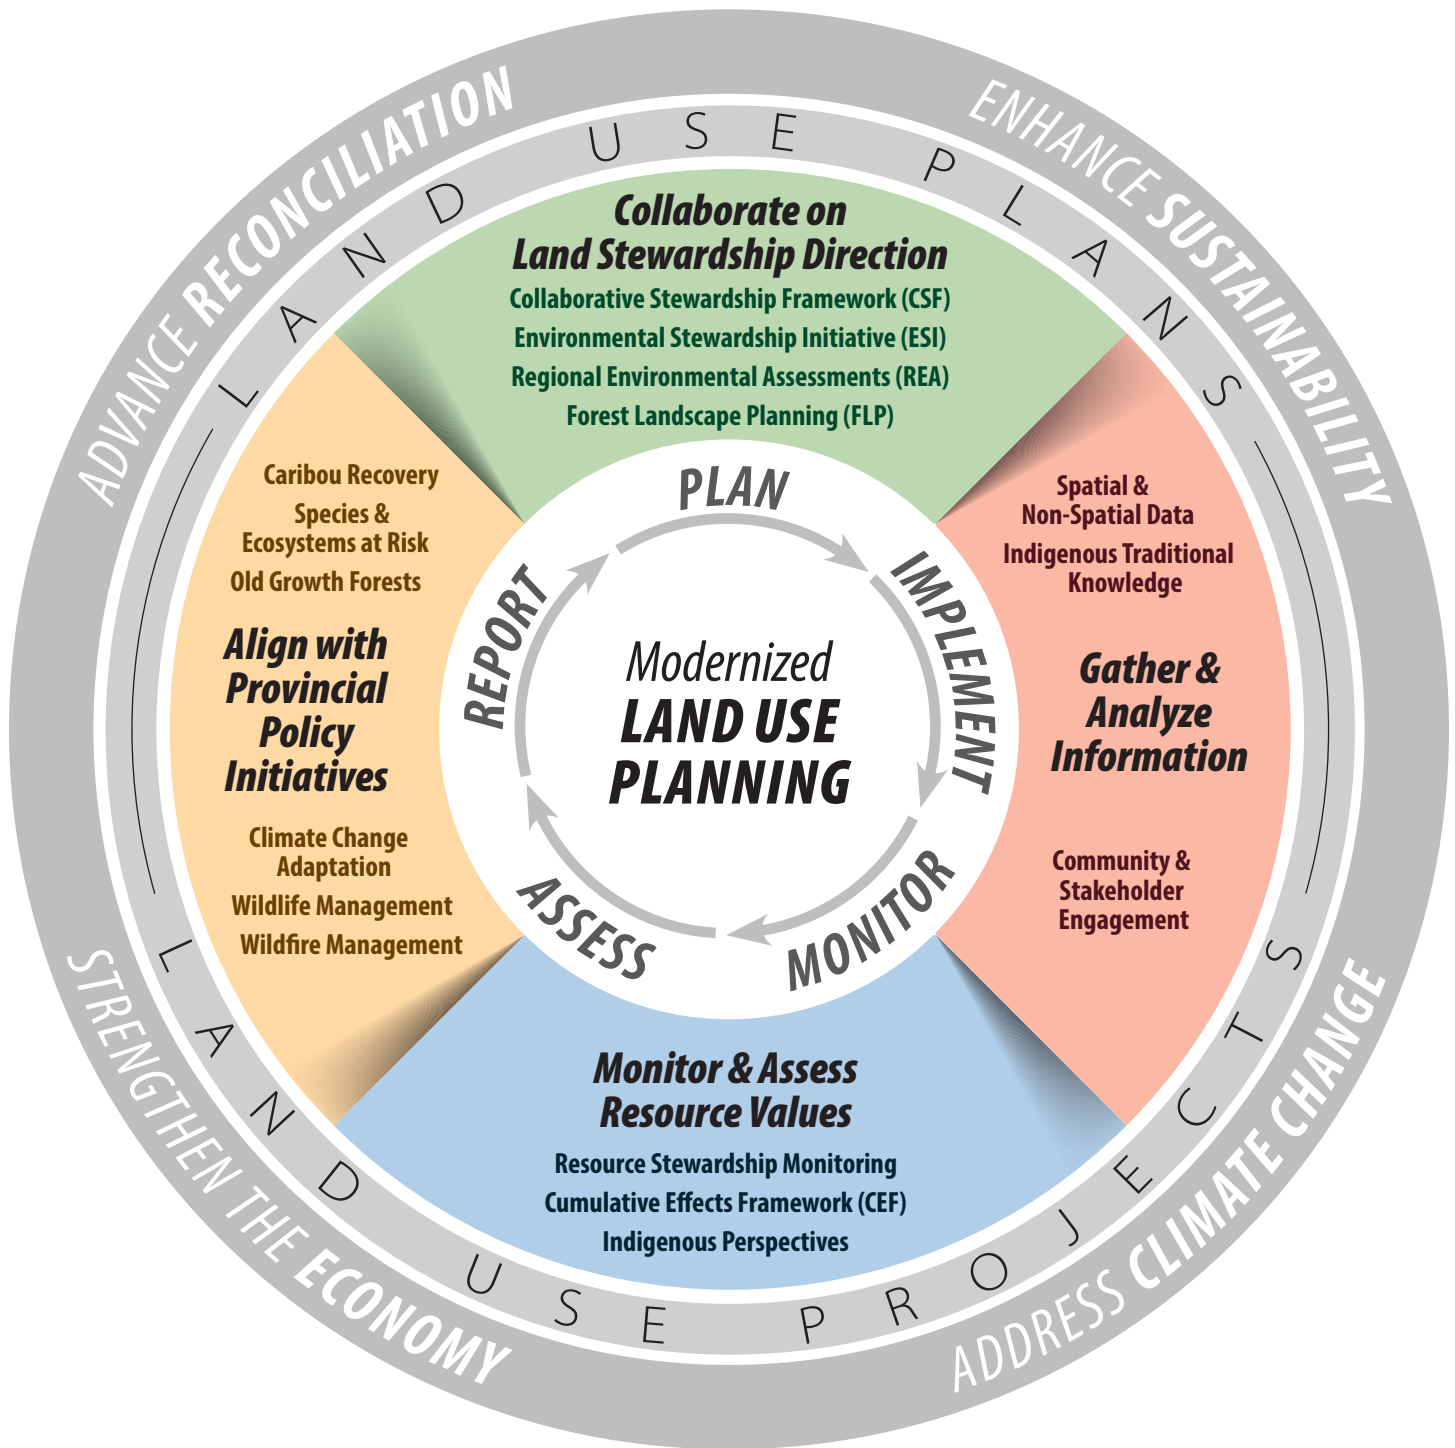 ADVANCE RECONCILIATION
ENHANCE SUSTAINABILITY
LAND USE PLANS
Collaborate on
Land Stewardship Direction
Collaborative Stewardship Framework (CSF)
Environmental Stewardship Initiative (ESI)
Regional Environmental Assessments (REA)
Forest Landscape Planning (FLP)
Caribou Recovery
Species &
Ecosystems at Risk
Old Growth Forests
Align with
Provincial
Policy
Initiatives
Climate Change
Adaptation
Wildlife Management
Wildfire Management
PLAN
IMPLEMENT
MONITOR
ASSESS
REPORT
Modernized
LAND USE
PLANNING
Spatial &
Non-Spatial Data
Indigenous Traditional
Knowledge
Gather &
Analyze
Information
Community &
Stakeholder
Engagement
Monitor & Assess
Resource Values
Resource Stewardship Monitoring
Cumulative Effects Framework (CEF)
Indigenous Perspectives
LAND USE PROJECTS
STRENGTHEN THE ECONOMY
ADDRESS CLIMATE CHANGE